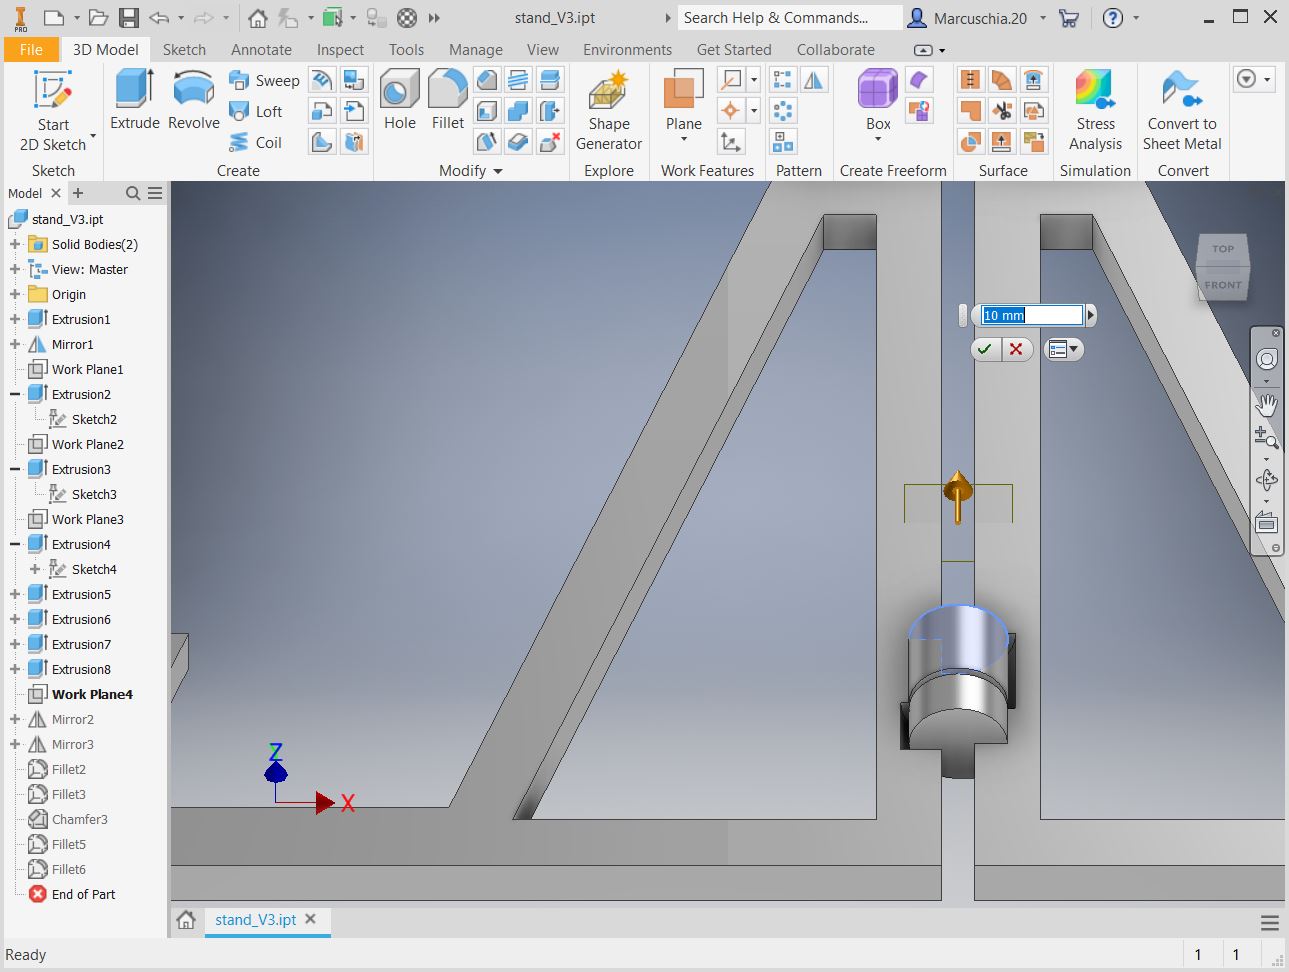 PRO
stand_V3.ipt
Search Help & Commands...
Marcuschia.20
File
3D Model
Sketch
Annotate
Inspect
Tools
Manage
View
Environments
Get Started
Collaborate
Start
2D Sketch
Extrude
Revolve
Sweep
Loft
Coil
Hole
Fillet
Shape
Generator
Plane
Box
Stress
Analysis
Convert to
Sheet Metal
Sketch
Create
Modify
Explore
Work Features
Pattern
Create Freeform
Surface
Simulation
Convert
Model
stand_V3.ipt
Solid Bodies(2)
View: Master
Origin
Extrusion1
Mirror1
Work Plane1
Extrusion2
Sketch2
Work Plane2
Extrusion3
Sketch3
Work Plane3
Extrusion4
Sketch4
Extrusion5
Extrusion6
Extrusion7
Extrusion8
Work Plane4
Mirror2
Mirror3
Fillet2
Fillet3
Chamfer3
Fillet5
Fillet6
End of Part
TOP
FRONT
10 mm
Z
X
stand_V3.ipt
Ready
1
1